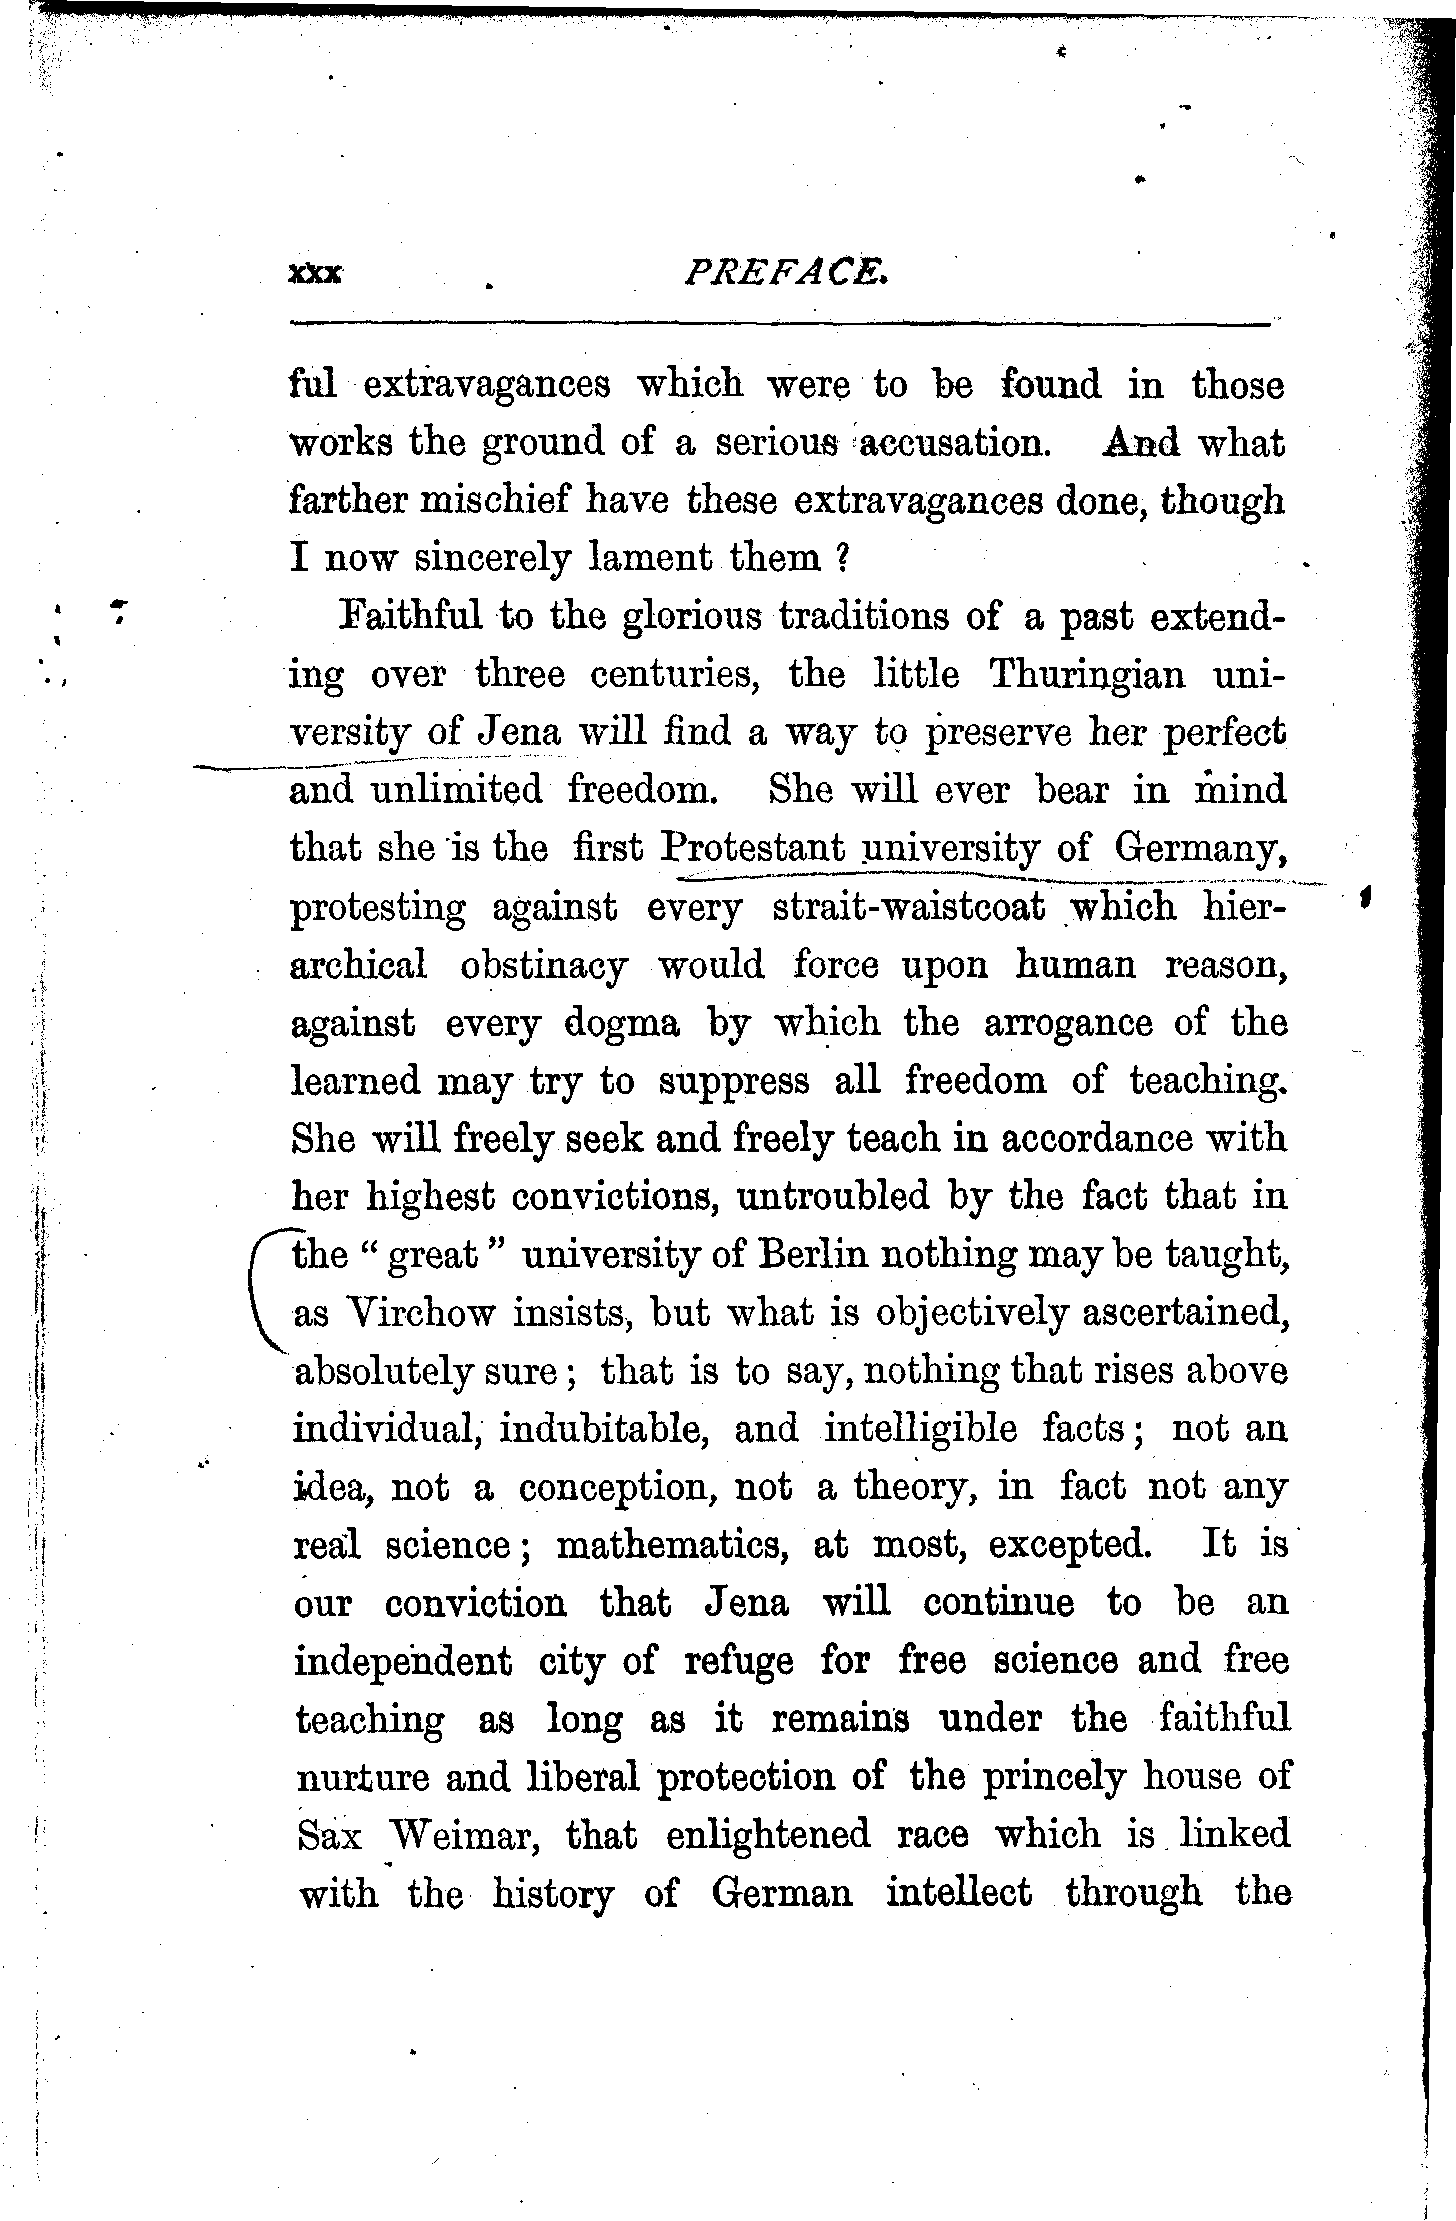 xxx PREFACE.
ful extravagances which were to be found in those
works the ground of a serious accusation. And what
farther mischief have these extravagances done, though
I now sincerely lament them ?
Faithful to the glorious traditions of a past extend-
ing over three centuries, the little Thuringian uni-
versity of Jena will find a way to preserve her perfect
and unlimited freedom. She will ever bear in mind
that she is the first Protestant university of Germany,
protesting against every strait-waistcoat which hier-
archical obstinacy would force upon human reason,
against every dogma by which the arrogance of the
learned may try to suppress all freedom of teaching.
She will freely seek and freely teach in accordance with
her highest convictions, untroubled by the fact that in
the “ great ” university of Berlin nothing may be taught,
as Virchow insists, but what is objectively ascertained,
absolutely sure ; that is to say, nothing that rises above
individual, indubitable, and intelligible facts ; not an
idea, not a conception, not a theory, in fact not any
real science ; mathematics, at most, excepted. It is
our conviction that Jena will continue to be an
independent city of refuge for free science and free
teaching as long as it remains under the faithful
nurture and liberal protection of the princely house of
Sax Weimar, that enlightened race which is linked
with the history of German intellect through the